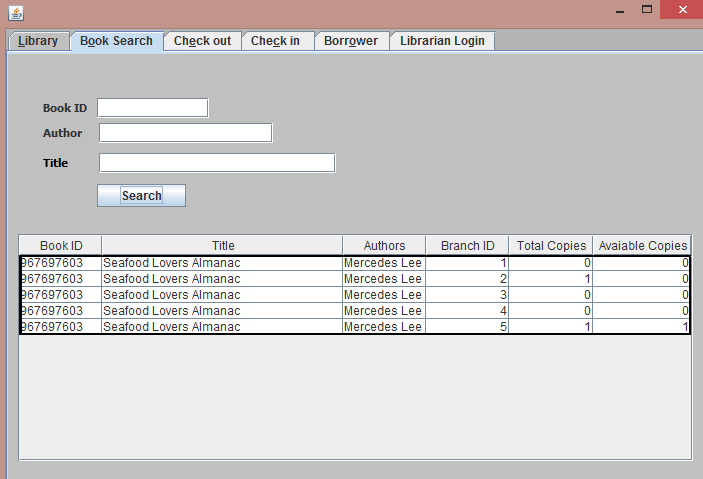 Library Book Search Check out Check in Borrower Librarian Login
Book ID
Author
Title
Search
Book ID Title Authors Branch ID Total Copies Avaiable Copies
967697603 Seafood Lovers Almanac Mercedes Lee 1 0 0
967697603 Seafood Lovers Almanac Mercedes Lee 2 1 0
967697603 Seafood Lovers Almanac Mercedes Lee 3 0 0
967697603 Seafood Lovers Almanac Mercedes Lee 4 0 0
967697603 Seafood Lovers Almanac Mercedes Lee 5 1 1